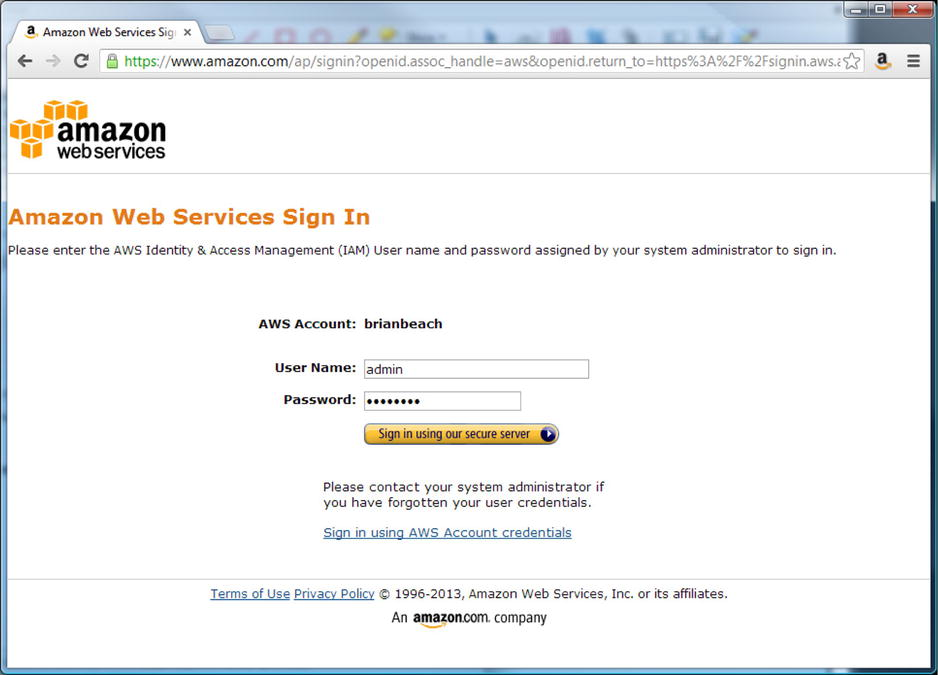 Amazon Web Services Sig
https://www.amazon.com/ap/signin?openid.assoc_handle=aws&openid.return_to=https%3A%2F%2Fsignin.aws.a
amazon
web services
Amazon Web Services Sign In
Please enter the AWS Identity & Access Management (IAM) User name and password assigned by your system administrator to sign in.
AWS Account: brianbeach
User Name: admin
Password: ••••••••
Sign in using our secure server
Please contact your system administrator if
you have forgotten your user credentials.
Sign in using AWS Account credentials
Terms of Use Privacy Policy © 1996-2013, Amazon Web Services, Inc. or its affiliates.
An amazon.com. company